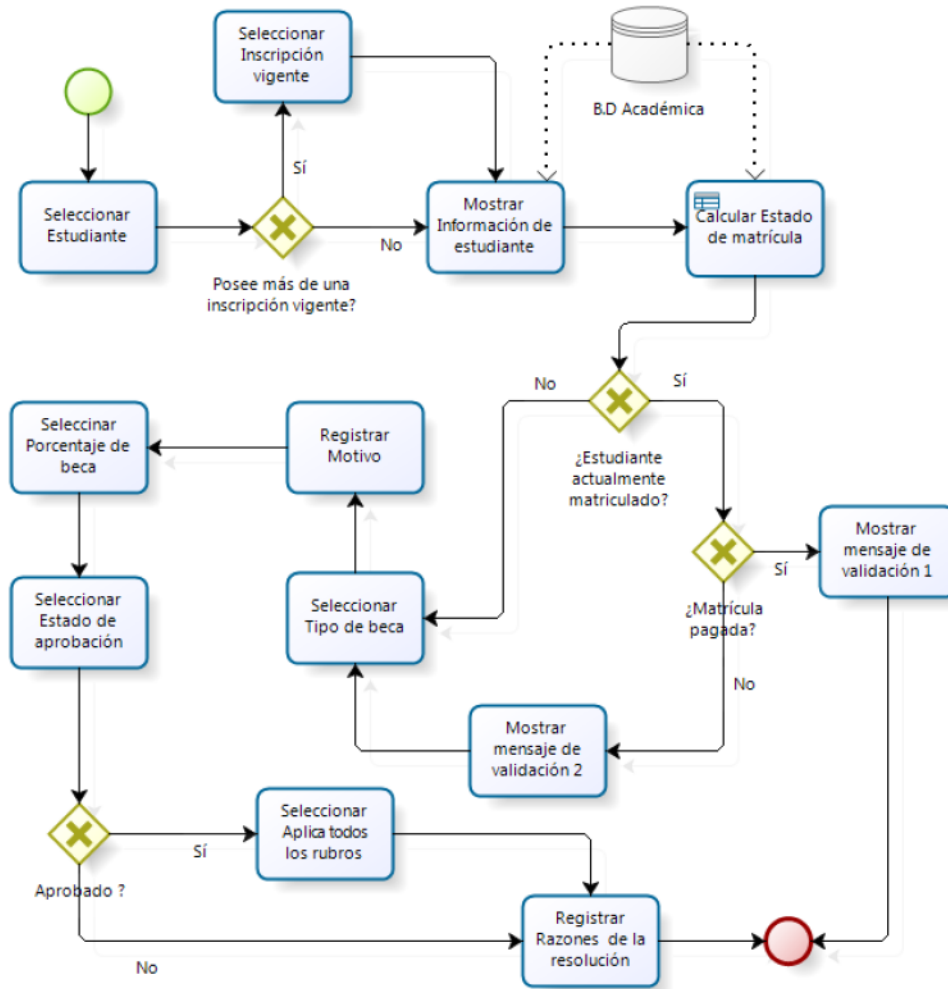 Seleccionar
Inscripción
vigente
B.D Académica
Sí
Seleccionar
Estudiante
Mostrar
Información de
estudiante
Calcular Estado
de matrícula
No
Posee más de una
inscripción vigente?
No
Sí
Seleccinar
Porcentaje de
beca
Registrar
Motivo
¿Estudiante
actualmente
matriculado?
Mostrar
mensaje de
validación 1
Sí
Seleccionar
Estado de
aprobación
Seleccionar
Tipo de beca
¿Matrícula
pagada?
No
Mostrar
mensaje de
validación 2
Seleccionar
Aplica todos
los rubros
Sí
Aprobado ?
Registrar
Razones de la
resolución
No